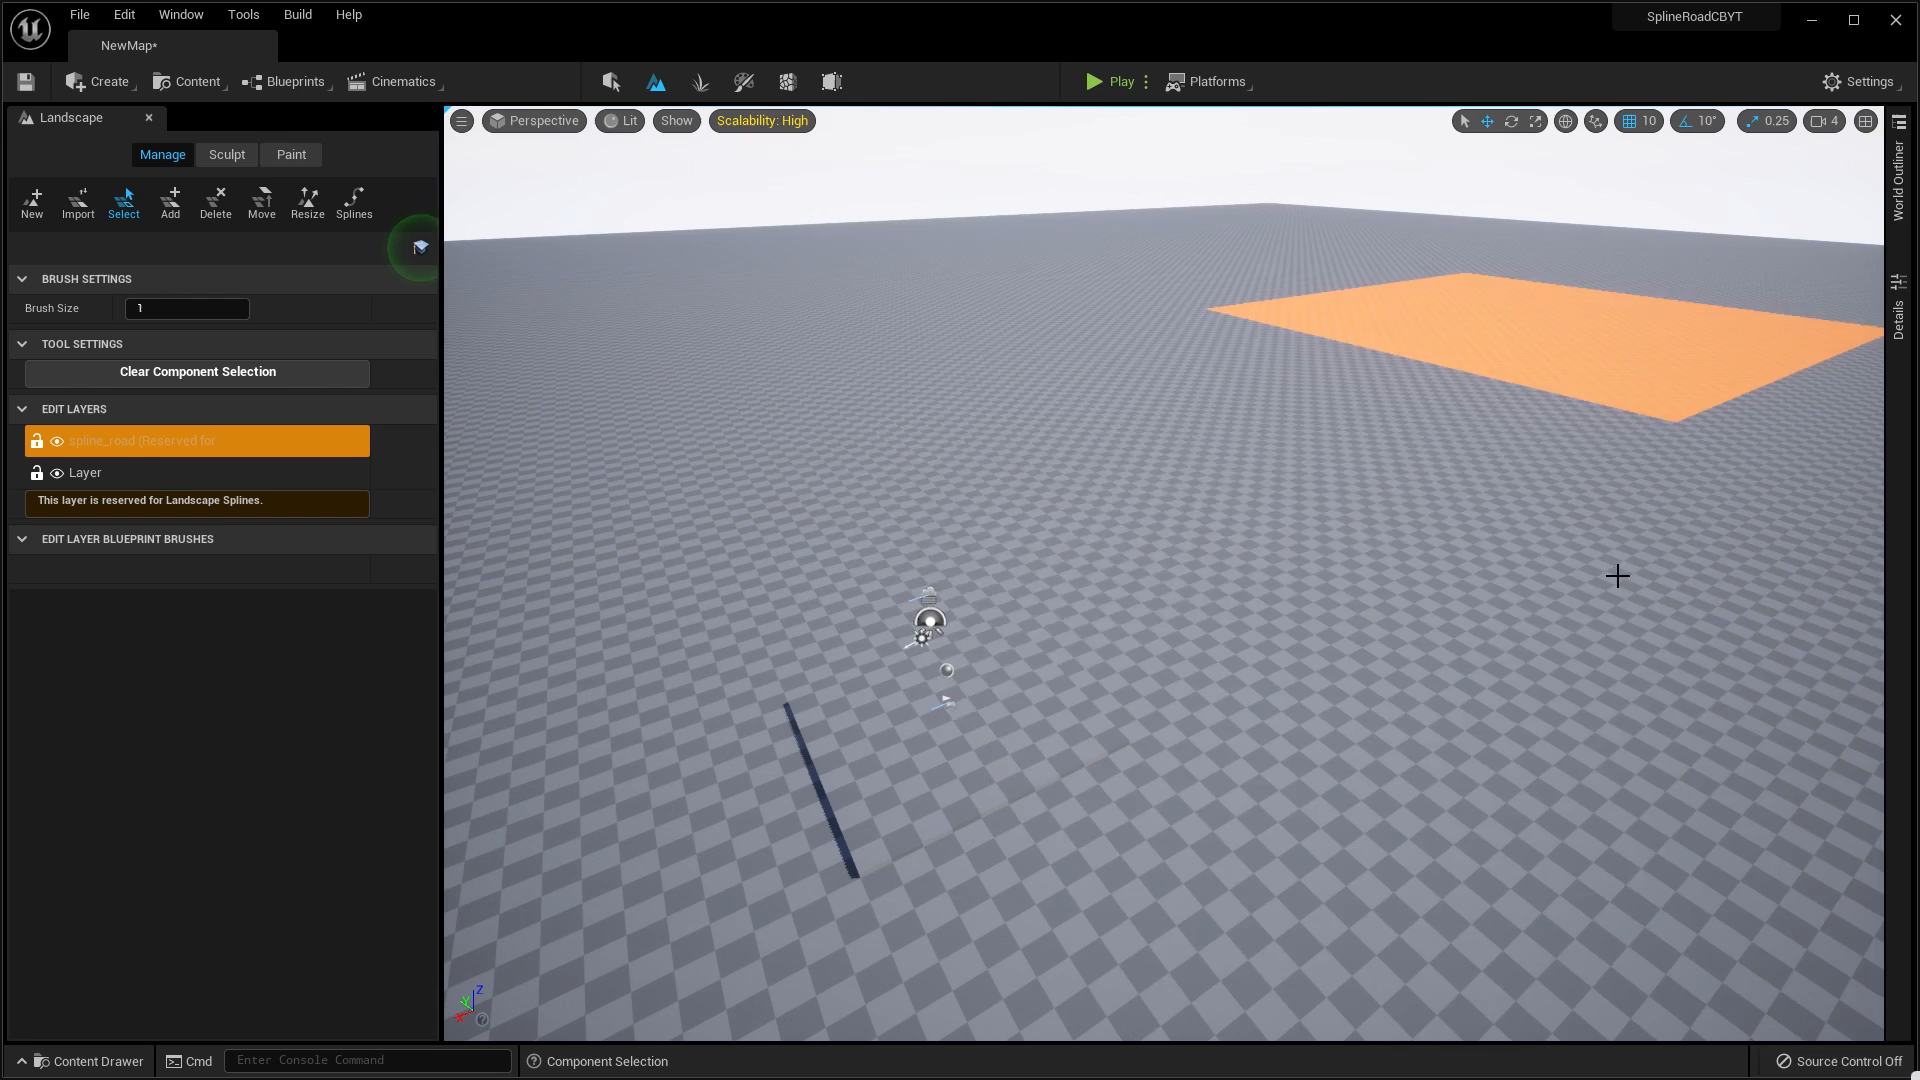 File Edit Window Tools Build Help
SplineRoadCBYT
NewMap*
Create Content Blueprints Cinematics Play Platforms Settings
Landscape
Perspective Lit Show Scalability: High 10 10° 0.25 4
Manage Sculpt Paint
New Import Select Add Delete Move Resize Splines
World Outliner
Details
BRUSH SETTINGS
Brush Size 1
TOOL SETTINGS
Clear Component Selection
EDIT LAYERS
spline_road (Reserved for
Layer
This layer is reserved for Landscape Splines.
EDIT LAYER BLUEPRINT BRUSHES
Z
Y
X
Content Drawer Cmd Enter Console Command Component Selection Source Control Off